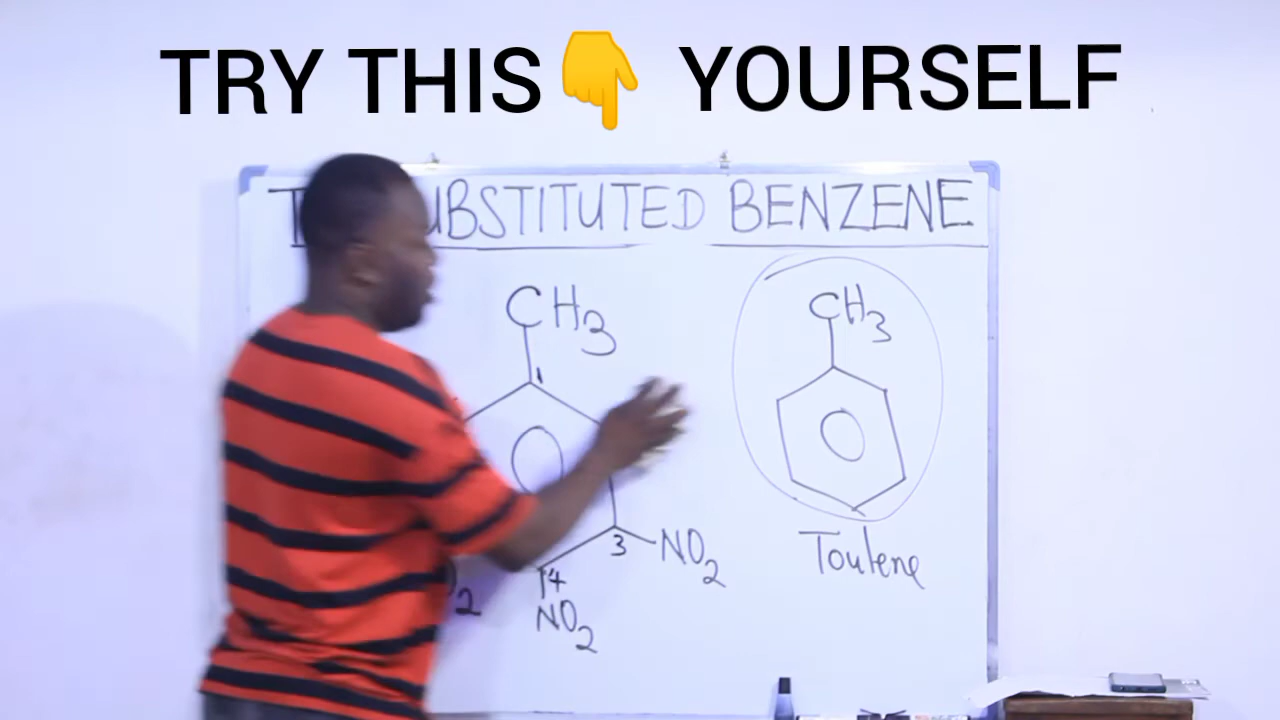 TRY THIS👇 YOURSELF
UBSTITUTED BENZENE
CH3
CH3
1
3
NO2
4
NO2
2
Toulene